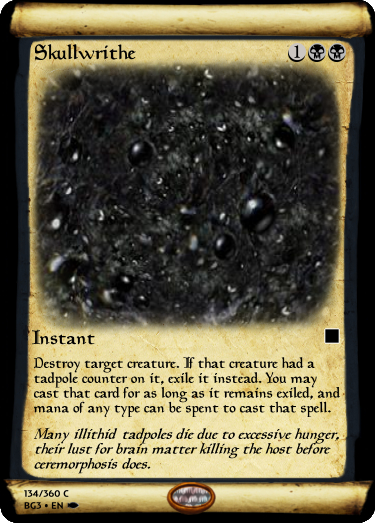 Skullwrithe 1
Instant
Destroy target creature. If that creature had a
tadpole counter on it, exile it instead. You may
cast that card for as long as it remains exiled, and
mana of any type can be spent to cast that spell.
Many illithid tadpoles die due to excessive hunger,
their lust for brain matter killing the host before
ceremorphosis does.
134/360 C
BG3 • EN